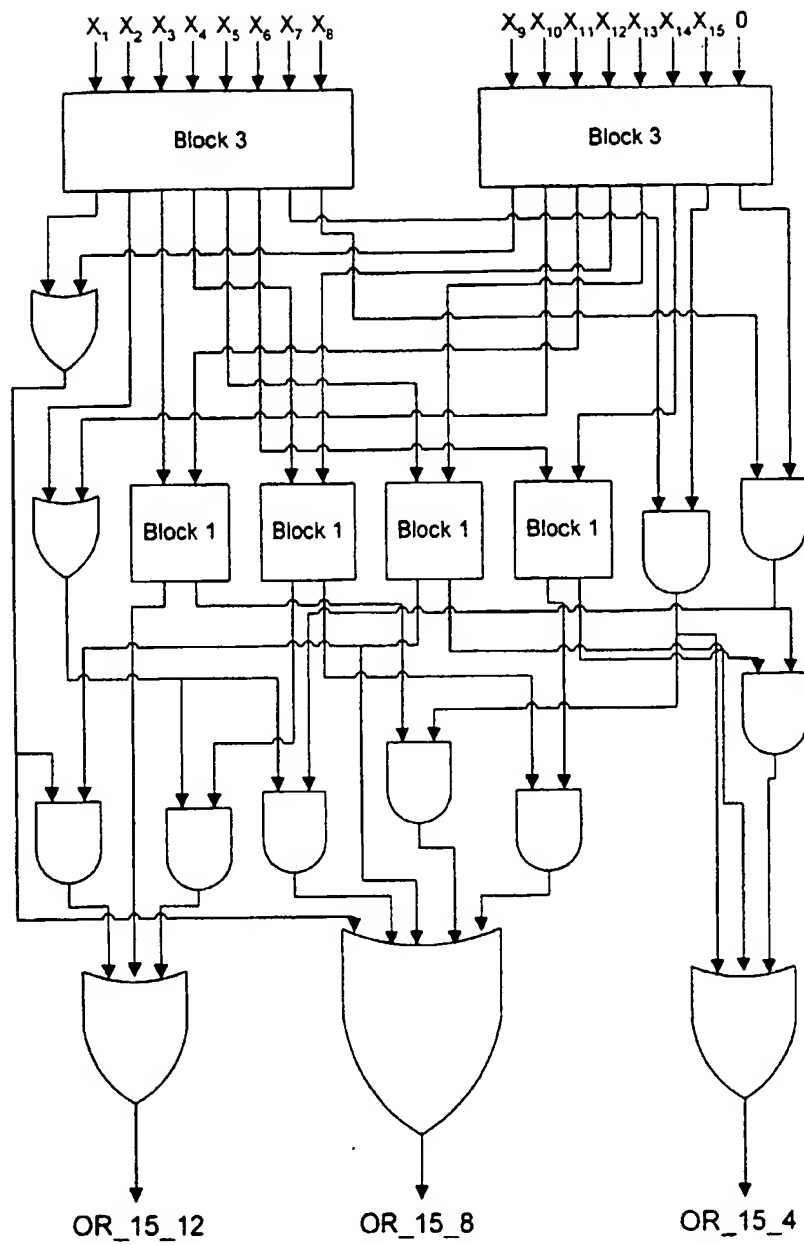 X₁ X₂ X₃ X₄ X₅ X₆ X₇ X₈ X₉ X₁₀ X₁₁ X₁₂ X₁₃ X₁₄ X₁₅ 0
Block 3 Block 3
Block 1 Block 1 Block 1 Block 1
OR_15_12 OR_15_8 OR_15_4